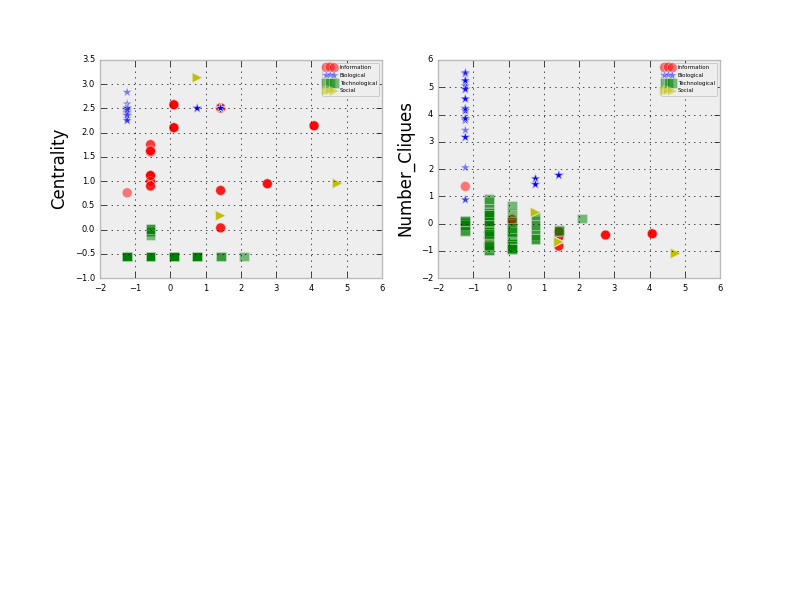 Centrality
3.5
3.0
2.5
2.0
1.5
1.0
0.5
0.0
−0.5
−1.0
−2 −1 0 1 2 3 4 5 6
Information
Biological
Technological
Social
Number_Cliques
6
5
4
3
2
1
0
−1
−2
−2 −1 0 1 2 3 4 5 6
Information
Biological
Technological
Social